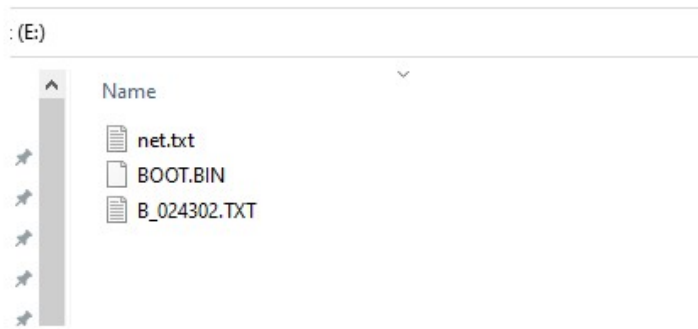 : (E:)
Name
net.txt
BOOT.BIN
B_024302.TXT